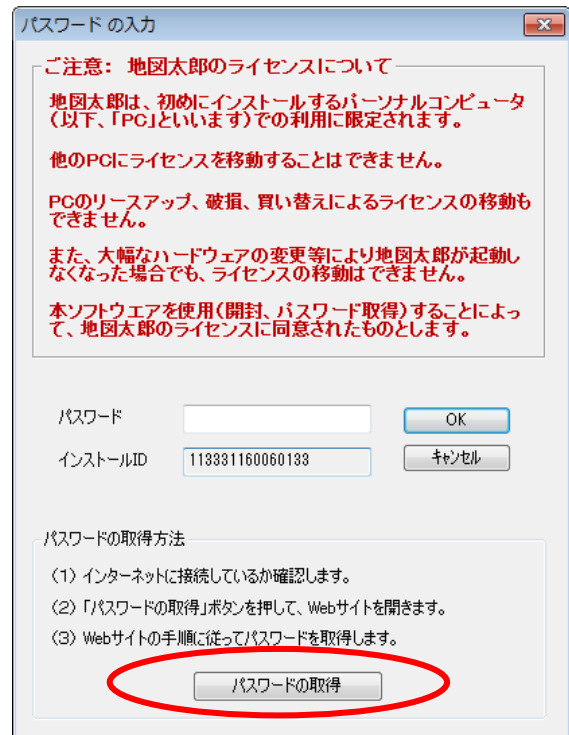 パスワード の入力
ご注意: 地図太郎のライセンスについて
地図太郎は、初めにインストールするパーソナルコンピュータ
(以下、「PC」といいます)での利用に限定されます。
他のPCにライセンスを移動することはできません。
PCのリースアップ、破損、買い替えによるライセンスの移動も
できません。
また、大幅なハードウェアの変更等により地図太郎が起動し
なくなった場合でも、ライセンスの移動はできません。
本ソフトウエアを使用(開封、パスワード取得)することによっ
て、地図太郎のライセンスに同意されたものとします。
パスワード
OK
インストールID
113331160060133
キャンセル
パスワードの取得方法
(1) インターネットに接続しているか確認します。
(2) 「パスワードの取得」ボタンを押して、Webサイトを開きます。
(3) Webサイトの手順に従ってパスワードを取得します。
パスワードの取得